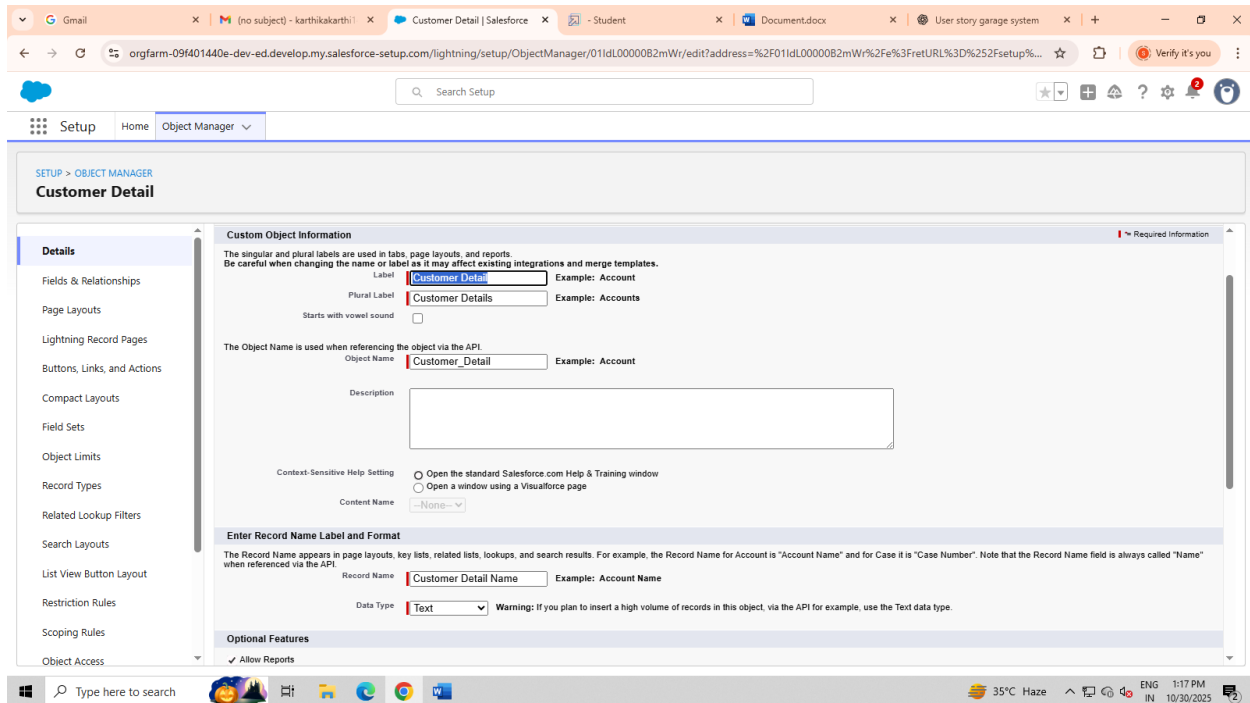 Gmail
(no subject) - karthikakarthi1
Customer Detail | Salesforce
- Student
Document.docx
User story garage system
orgfarm-09f401440e-dev-ed.develop.my.salesforce-setup.com/lightning/setup/ObjectManager/01IdL00000B2mWr/edit?address=%2F01IdL00000B2mWr%2Fe%3FretURL%3D%252Fsetup%...
Verify it's you
Search Setup
2
Setup
Home
Object Manager
SETUP > OBJECT MANAGER
Customer Detail
Details
Fields & Relationships
Page Layouts
Lightning Record Pages
Buttons, Links, and Actions
Compact Layouts
Field Sets
Object Limits
Record Types
Related Lookup Filters
Search Layouts
List View Button Layout
Restriction Rules
Scoping Rules
Object Access
Custom Object Information
= Required Information
The singular and plural labels are used in tabs, page layouts, and reports.
Be careful when changing the name or label as it may affect existing integrations and merge templates.
Label Customer Detail Example: Account
Plural Label Customer Details Example: Accounts
Starts with vowel sound
The Object Name is used when referencing the object via the API.
Object Name Customer_Detail Example: Account
Description
Context-Sensitive Help Setting Open the standard Salesforce.com Help & Training window
Open a window using a Visualforce page
Content Name --None--
Enter Record Name Label and Format
The Record Name appears in page layouts, key lists, related lists, lookups, and search results. For example, the Record Name for Account is "Account Name" and for Case it is "Case Number". Note that the Record Name field is always called "Name"
when referenced via the API.
Record Name Customer Detail Name Example: Account Name
Data Type Text Warning: If you plan to insert a high volume of records in this object, via the API for example, use the Text data type.
Optional Features
Allow Reports
Type here to search
35°C Haze
ENG
IN
1:17 PM
10/30/2025
2